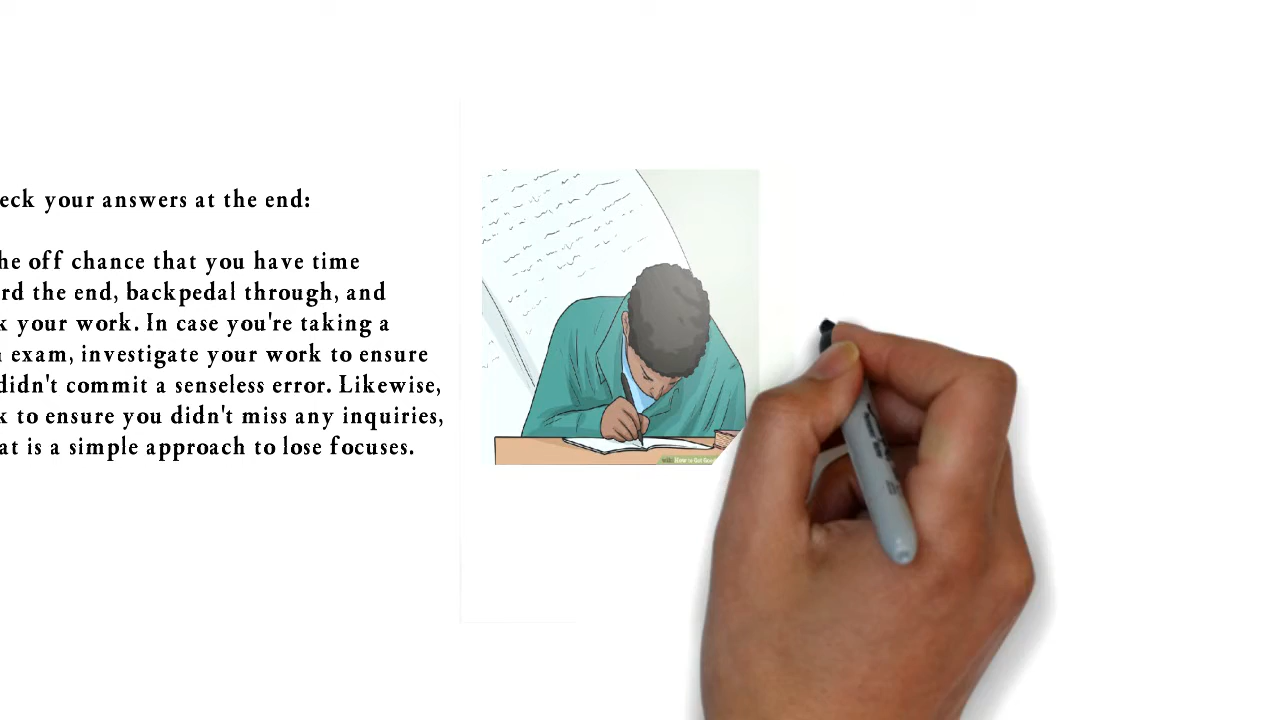 eck your answers at the end:
he off chance that you have time
rd the end, backpedal through, and
k your work. In case you're taking a
exam, investigate your work to ensure
didn't commit a senseless error. Likewise,
k to ensure you didn't miss any inquiries,
at is a simple approach to lose focuses.